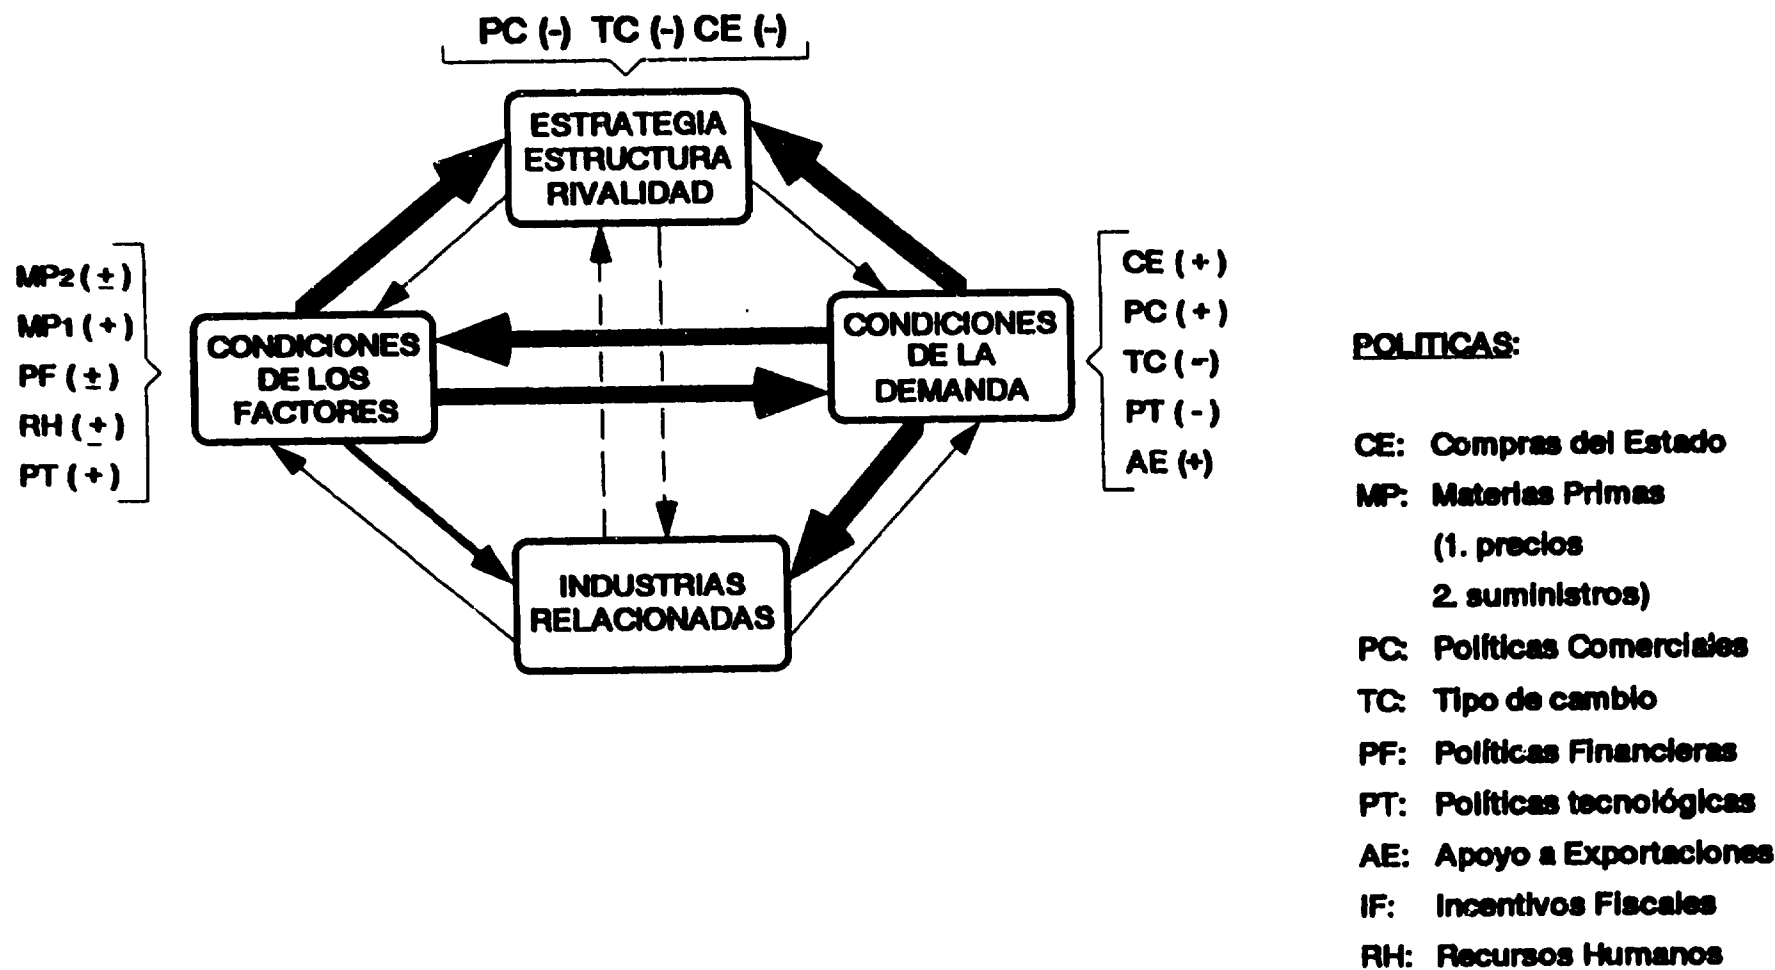 PC (-) TC (-) CE (-)
ESTRATEGIA
ESTRUCTURA
RIVALIDAD
MP2 (±)
MP1 (+)
PF (±)
RH (±)
PT (+)
CONDICIONES
DE LOS
FACTORES
CONDICIONES
DE LA
DEMANDA
CE (+)
PC (+)
TC (-)
PT (-)
AE (+)
INDUSTRIAS
RELACIONADAS
POLITICAS:
CE: Compras del Estado
MP: Materias Primas
(1. precios
2. suministros)
PC: Políticas Comerciales
TC: Tipo de cambio
PF: Políticas Financieras
PT: Políticas tecnológicas
AE: Apoyo a Exportaciones
IF: Incentivos Fiscales
RH: Recursos Humanos